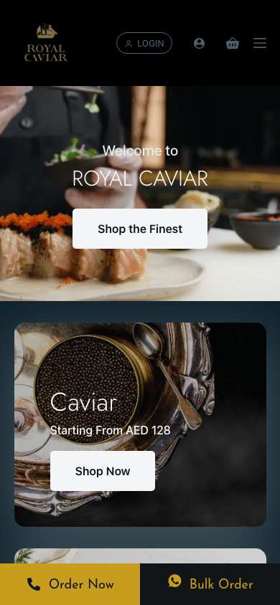 ROYAL
CAVIAR
LOGIN
Welcome to
ROYAL CAVIAR
Shop the Finest
Caviar
Starting From AED 128
Shop Now
Order Now
Bulk Order